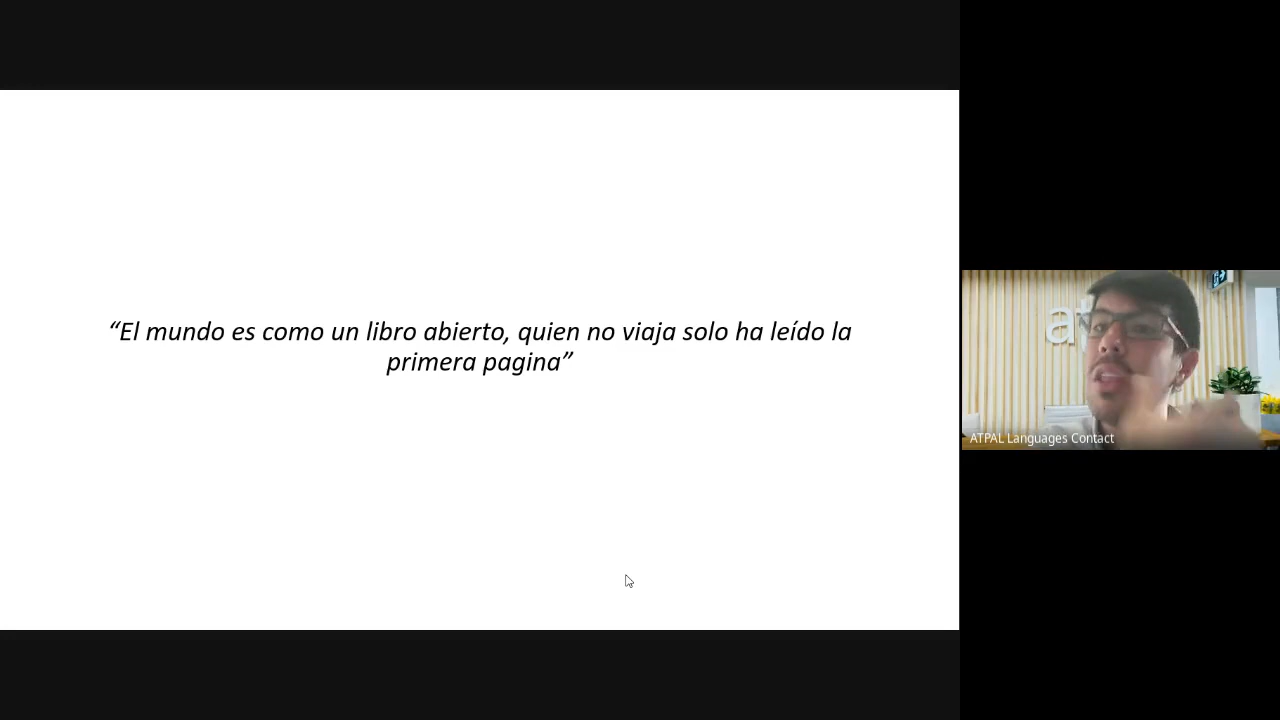 “El mundo es como un libro abierto, quien no viaja solo ha leído la
primera pagina”
at
ATPAL Languages Contact